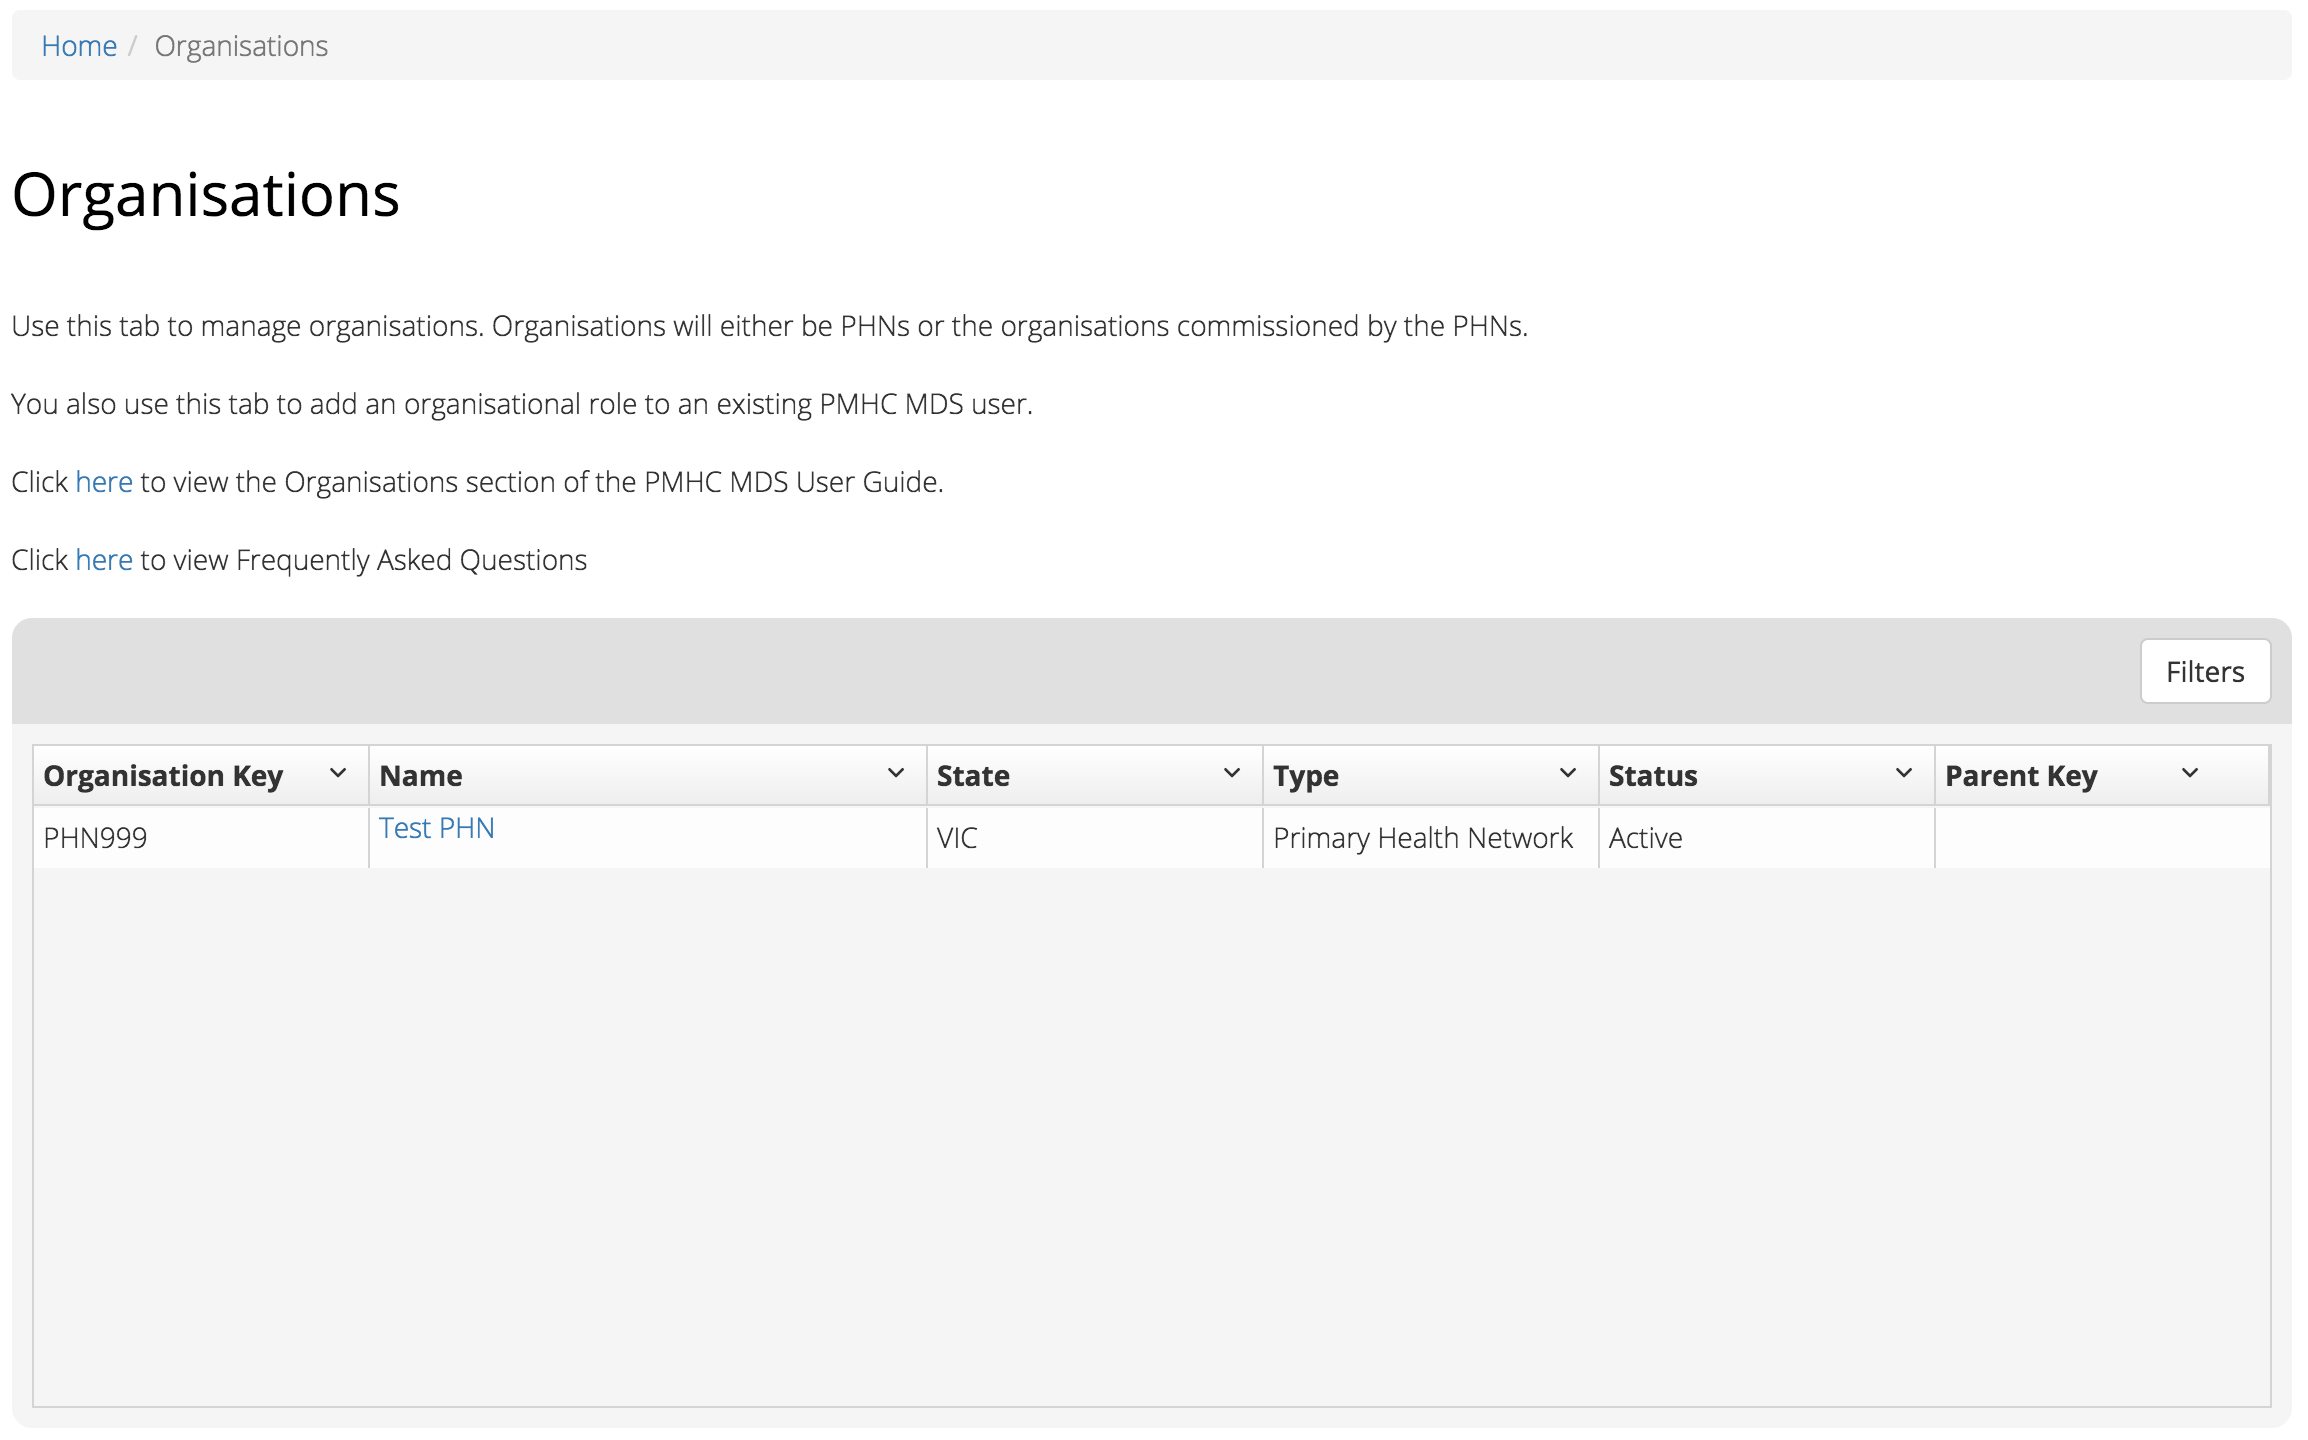 Home / Organisations
Organisations
Use this tab to manage organisations. Organisations will either be PHNs or the organisations commissioned by the PHNs.
You also use this tab to add an organisational role to an existing PMHC MDS user.
Click here to view the Organisations section of the PMHC MDS User Guide.
Click here to view Frequently Asked Questions
Filters
Organisation Key Name State Type Status Parent Key
PHN999 Test PHN VIC Primary Health Network Active